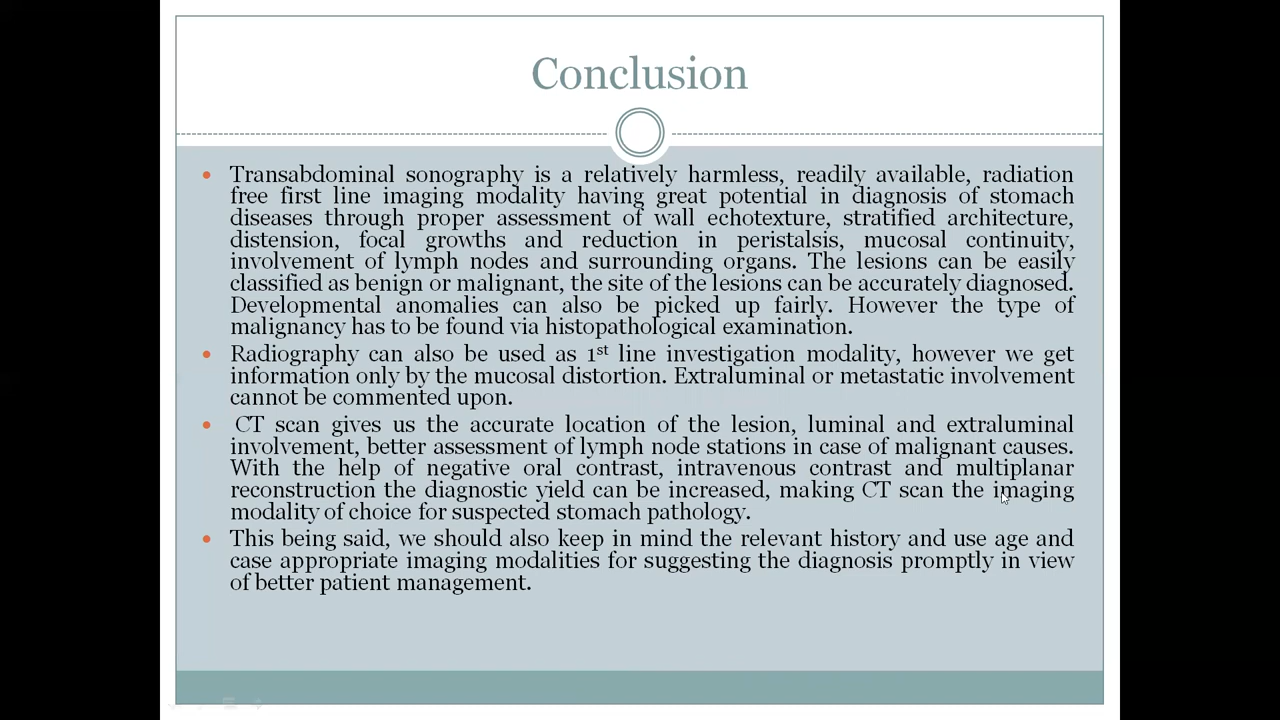 Conclusion
• Transabdominal sonography is a relatively harmless, readily available, radiation
free first line imaging modality having great potential in diagnosis of stomach
diseases through proper assessment of wall echotexture, stratified architecture,
distension, focal growths and reduction in peristalsis, mucosal continuity,
involvement of lymph nodes and surrounding organs. The lesions can be easily
classified as benign or malignant, the site of the lesions can be accurately diagnosed.
Developmental anomalies can also be picked up fairly. However the type of
malignancy has to be found via histopathological examination.
• Radiography can also be used as 1st line investigation modality, however we get
information only by the mucosal distortion. Extraluminal or metastatic involvement
cannot be commented upon.
• CT scan gives us the accurate location of the lesion, luminal and extraluminal
involvement, better assessment of lymph node stations in case of malignant causes.
With the help of negative oral contrast, intravenous contrast and multiplanar
reconstruction the diagnostic yield can be increased, making CT scan the imaging
modality of choice for suspected stomach pathology.
• This being said, we should also keep in mind the relevant history and use age and
case appropriate imaging modalities for suggesting the diagnosis promptly in view
of better patient management.